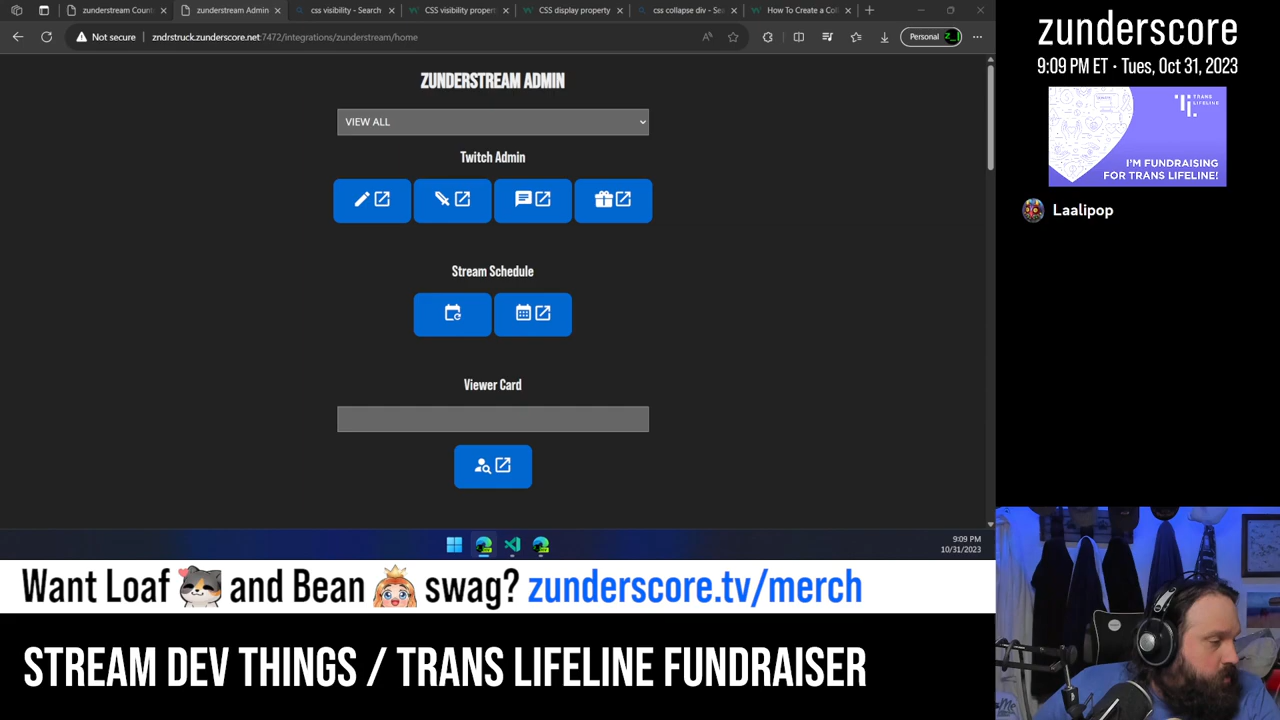 zunderstream Count
zunderstream Admin
css visibility - Search
CSS visibility propert
CSS display property
css collapse div - Sea
How To Create a Col
Not secure
zndrstruck.zunderscore.net:7472/integrations/zunderstream/home
Personal
ZUNDERSTREAM ADMIN
VIEW ALL
Twitch Admin
Stream Schedule
Viewer Card
9:09 PM
10/31/2023
zunderscore
9:09 PM ET · Tues, Oct 31, 2023
TRANS
LIFELINE
I'M FUNDRAISING
FOR TRANS LIFELINE!
Laalipop
Want Loaf and Bean swag? zunderscore.tv/merch
STREAM DEV THINGS / TRANS LIFELINE FUNDRAISER